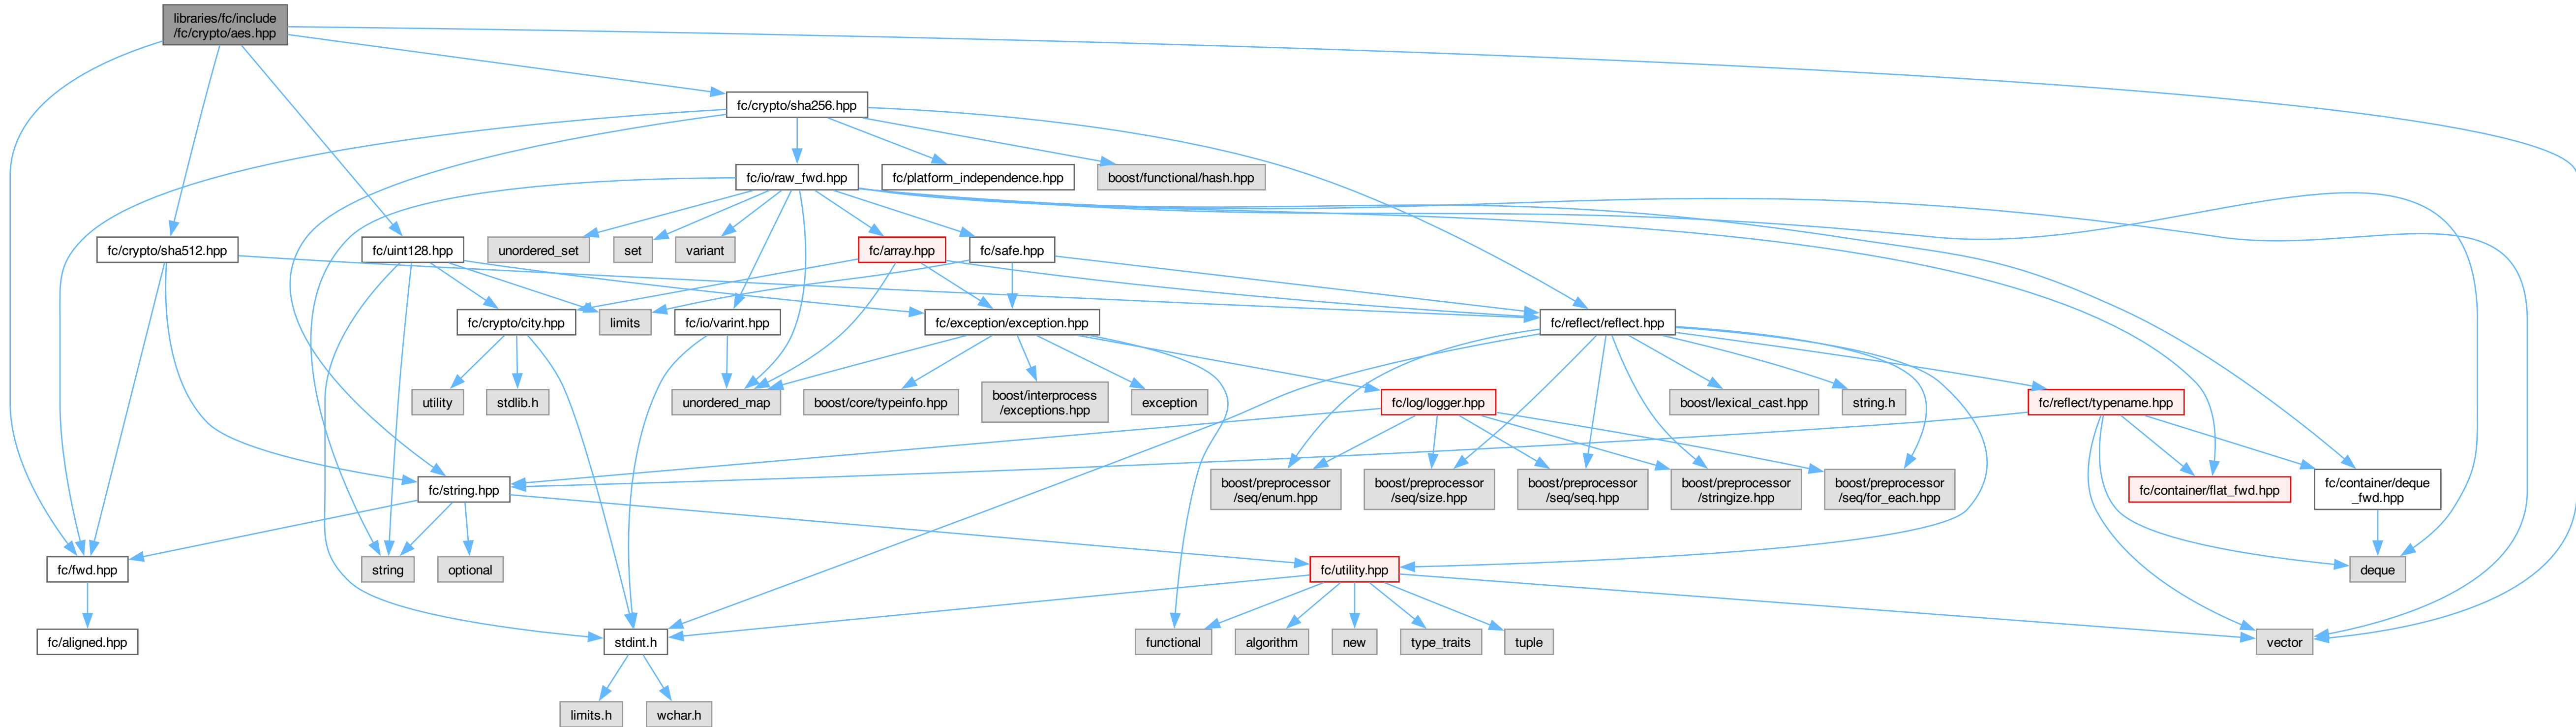 libraries/fc/include
/fc/crypto/aes.hpp
fc/crypto/sha256.hpp
fc/io/raw_fwd.hpp
fc/platform_independence.hpp
boost/functional/hash.hpp
fc/crypto/sha512.hpp
fc/uint128.hpp
unordered_set
set
variant
fc/array.hpp
fc/safe.hpp
fc/crypto/city.hpp
limits
fc/io/varint.hpp
fc/exception/exception.hpp
fc/reflect/reflect.hpp
utility
stdlib.h
unordered_map
boost/core/typeinfo.hpp
boost/interprocess
/exceptions.hpp
exception
fc/log/logger.hpp
boost/lexical_cast.hpp
string.h
fc/reflect/typename.hpp
fc/string.hpp
boost/preprocessor
/seq/enum.hpp
boost/preprocessor
/seq/size.hpp
boost/preprocessor
/seq/seq.hpp
boost/preprocessor
/stringize.hpp
boost/preprocessor
/seq/for_each.hpp
fc/container/flat_fwd.hpp
fc/container/deque
_fwd.hpp
fc/fwd.hpp
string
optional
fc/utility.hpp
deque
fc/aligned.hpp
stdint.h
functional
algorithm
new
type_traits
tuple
vector
limits.h
wchar.h